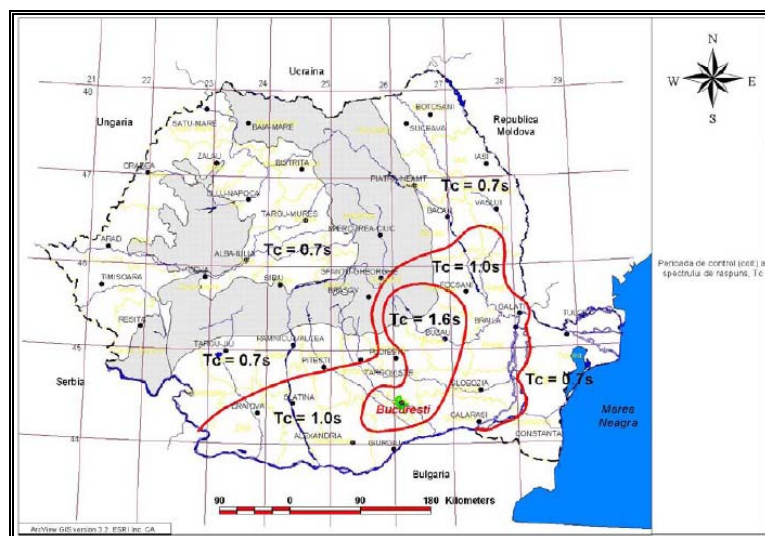 N
W E
S
21 22 23 24 25 26 27 28 29
48
Ucraina
Ungaria
Republica
Moldova
BOTOSANI
SATU-MARE
BAIA-MARE
SUCEAVA
ZALAU
BISTRITA
IASI
ORADEA
47
PIATRA-NEAMT
CLUJ-NAPOCA
Tc = 0.7s
TARGU-MURES
BACAU
VASLUI
ARAD
Tc = 0.7s
ALBA-IULIA
46
DEVA
SIBIU
SFANTU-GHEORGHE
Tc = 1.0s
Perioada de control (colt) a
spectrului de raspuns, Tc
TIMISOARA
BRASOV
FOCSANI
RESITA
Tc = 1.6s
GALATI
BRAILA
BUZAU
RAMNICU-VALCEA
45
TARGU-JIU
Tc = 0.7s
PITESTI
PLOIESTI
TARGOVISTE
Tc = 0.7s
Serbia
SLATINA
SLOBOZIA
CRAIOVA
Tc = 1.0s
Bucuresti
Marea
Neagra
CALARASI
CONSTANTA
44
ALEXANDRIA
GIURGIU
Bulgaria
90 0 90 180 Kilometers
ArcView GIS version 3.2, ESRI Inc. CA